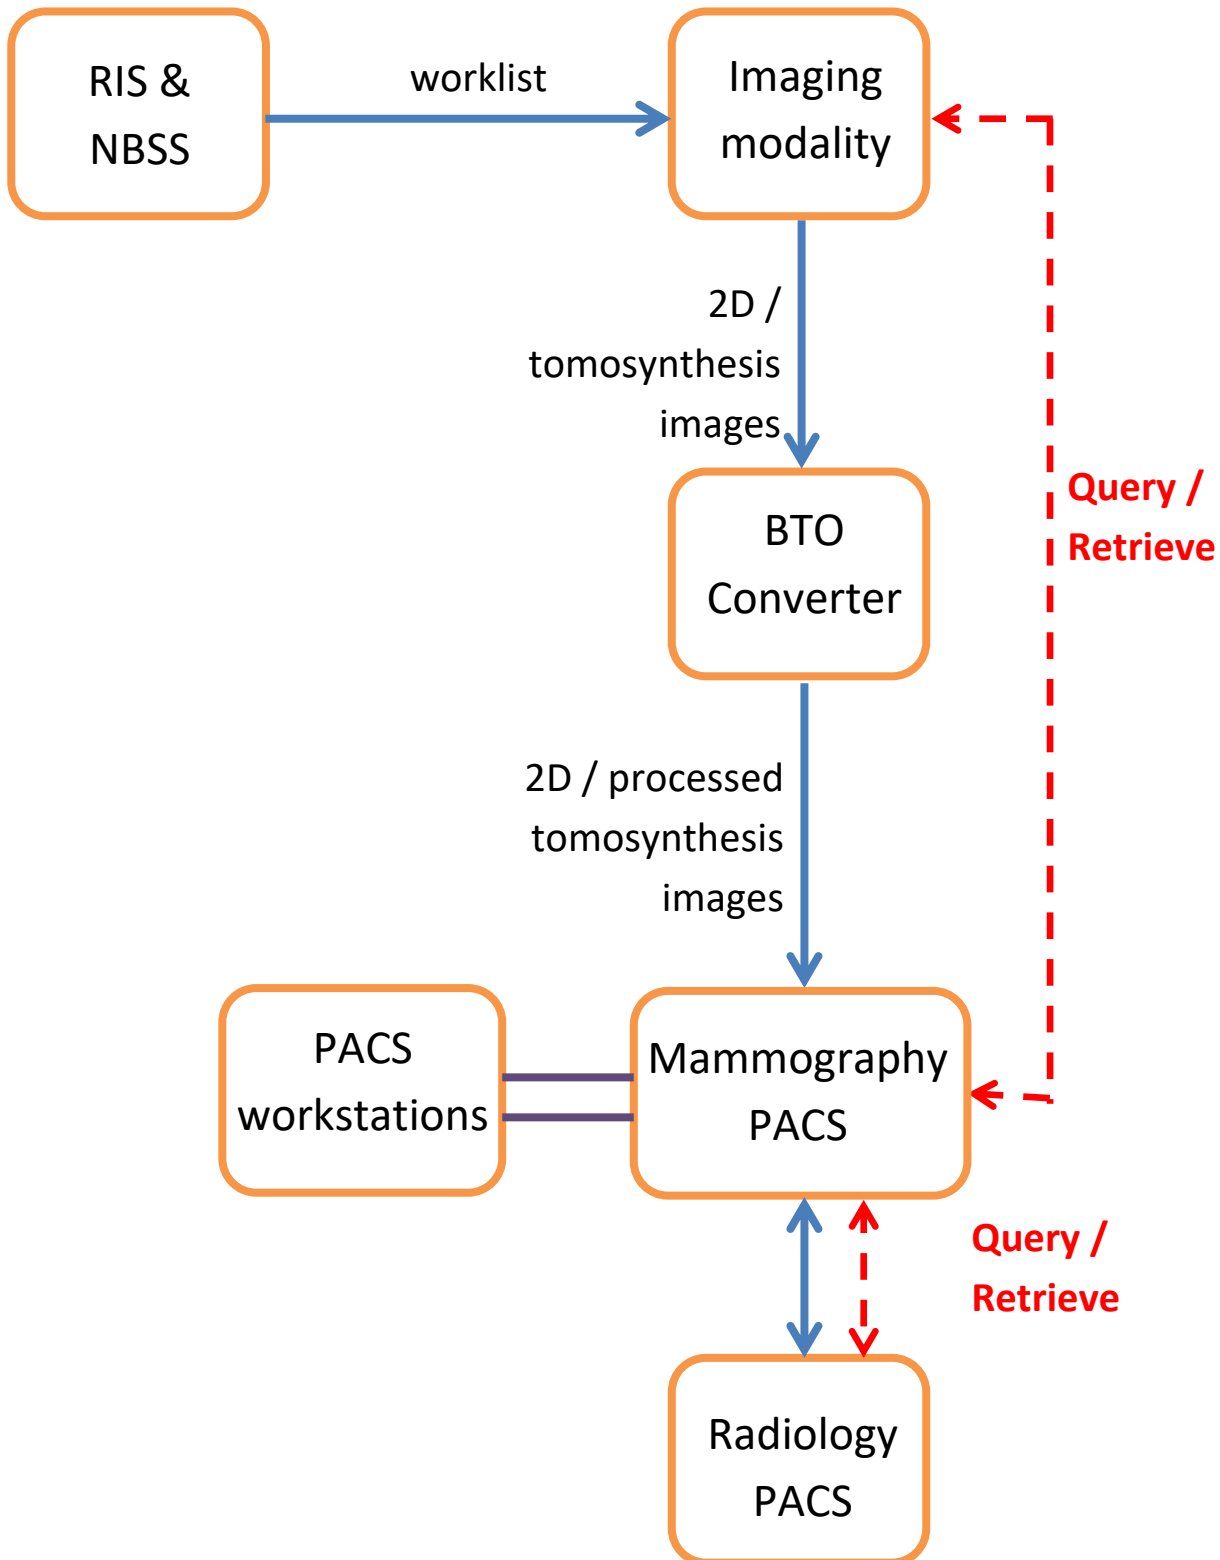 RIS &
NBSS
worklist
Imaging
modality
2D /
tomosynthesis
images
Query /
Retrieve
BTO
Converter
2D / processed
tomosynthesis
images
PACS
workstations
Mammography
PACS
Query /
Retrieve
Radiology
PACS